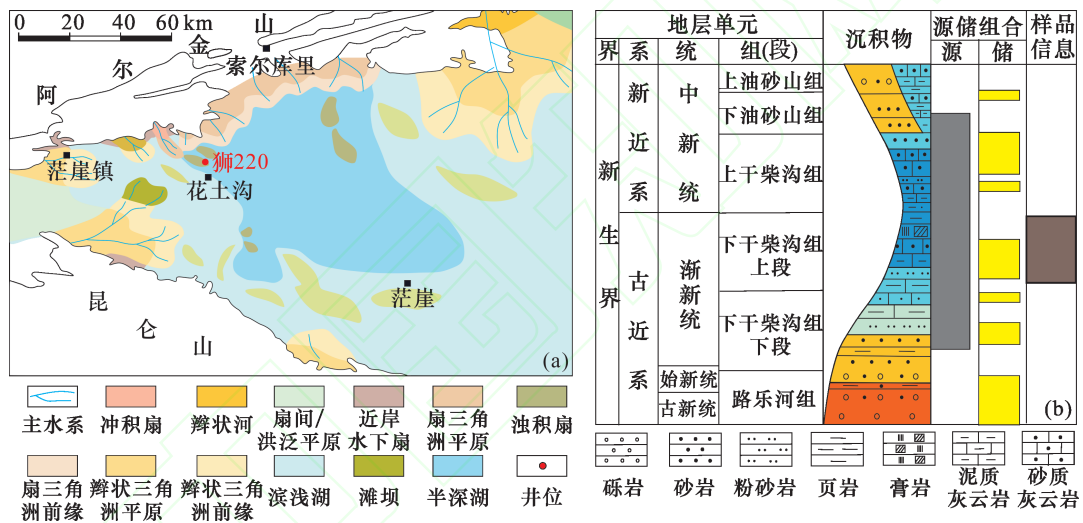 0 20 40 60 km
阿
尔
金
山
索尔库里
茫崖镇
狮220
花土沟
茫崖
昆
仑
山
(a)
主水系
冲积扇
辫状河
扇间/
洪泛平原
近岸
水下扇
扇三角
洲平原
浊积扇
扇三角
洲前缘
辫状三角
洲平原
辫状三角
洲前缘
滨浅湖
滩坝
半深湖
井位
地层单元
沉积物
源储组合
样品
信息
界
系
统
组(段)
源
储
新
生
界
新
近
系
古
近
系
中
新
统
渐
新
统
始新统
古新统
上油砂山组
下油砂山组
上干柴沟组
下干柴沟组
上段
下干柴沟组
下段
路乐河组
(b)
砾岩
砂岩
粉砂岩
页岩
膏岩
泥质
灰云岩
砂质
灰云岩